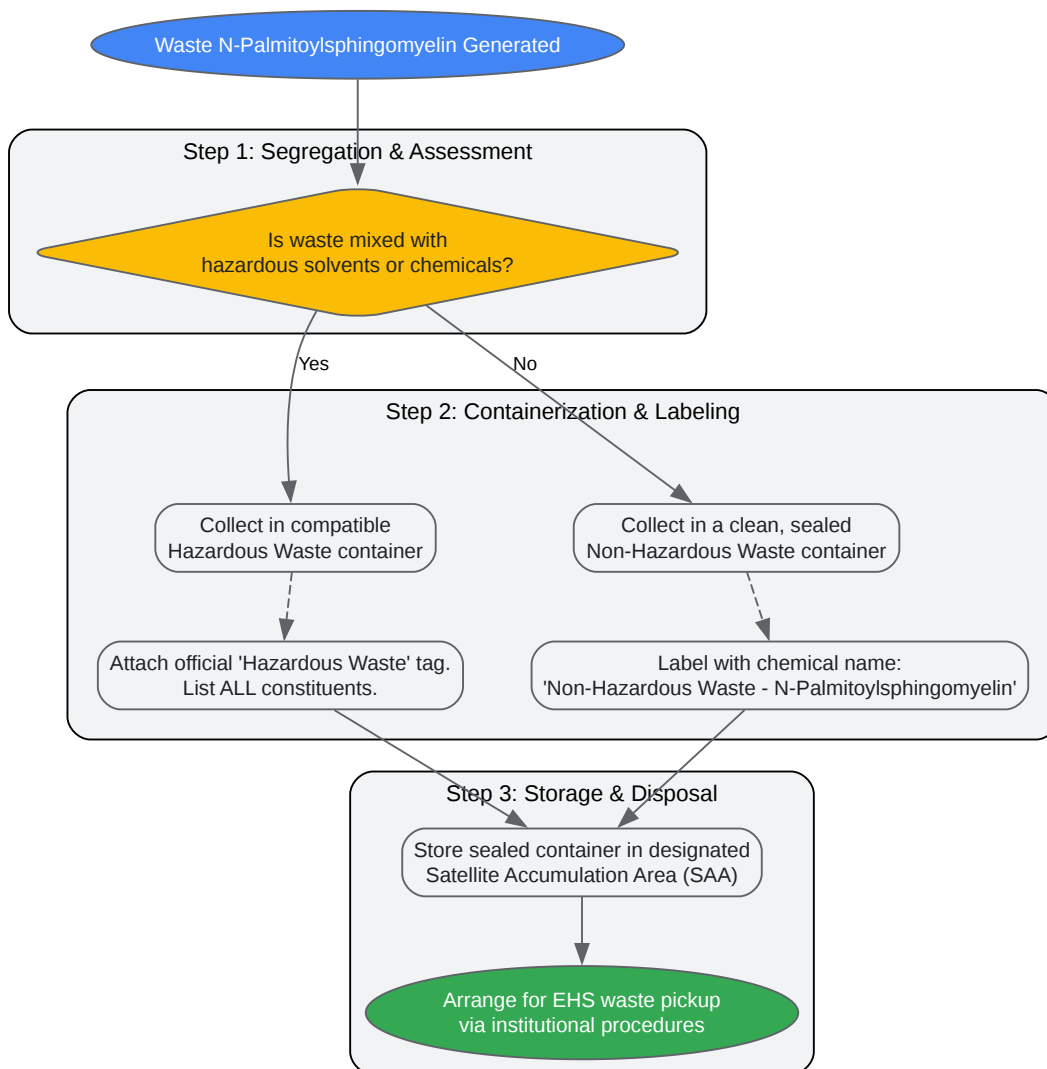 Waste N-Palmitoylsphingomyelin Generated
Step 1: Segregation & Assessment
Is waste mixed with
hazardous solvents or chemicals?
Yes
No
Step 2: Containerization & Labeling
Collect in compatible
Hazardous Waste container
Collect in a clean, sealed
Non-Hazardous Waste container
Attach official 'Hazardous Waste' tag.
List ALL constituents.
Label with chemical name:
'Non-Hazardous Waste - N-Palmitoylsphingomyelin'
Step 3: Storage & Disposal
Store sealed container in designated
Satellite Accumulation Area (SAA)
Arrange for EHS waste pickup
via institutional procedures